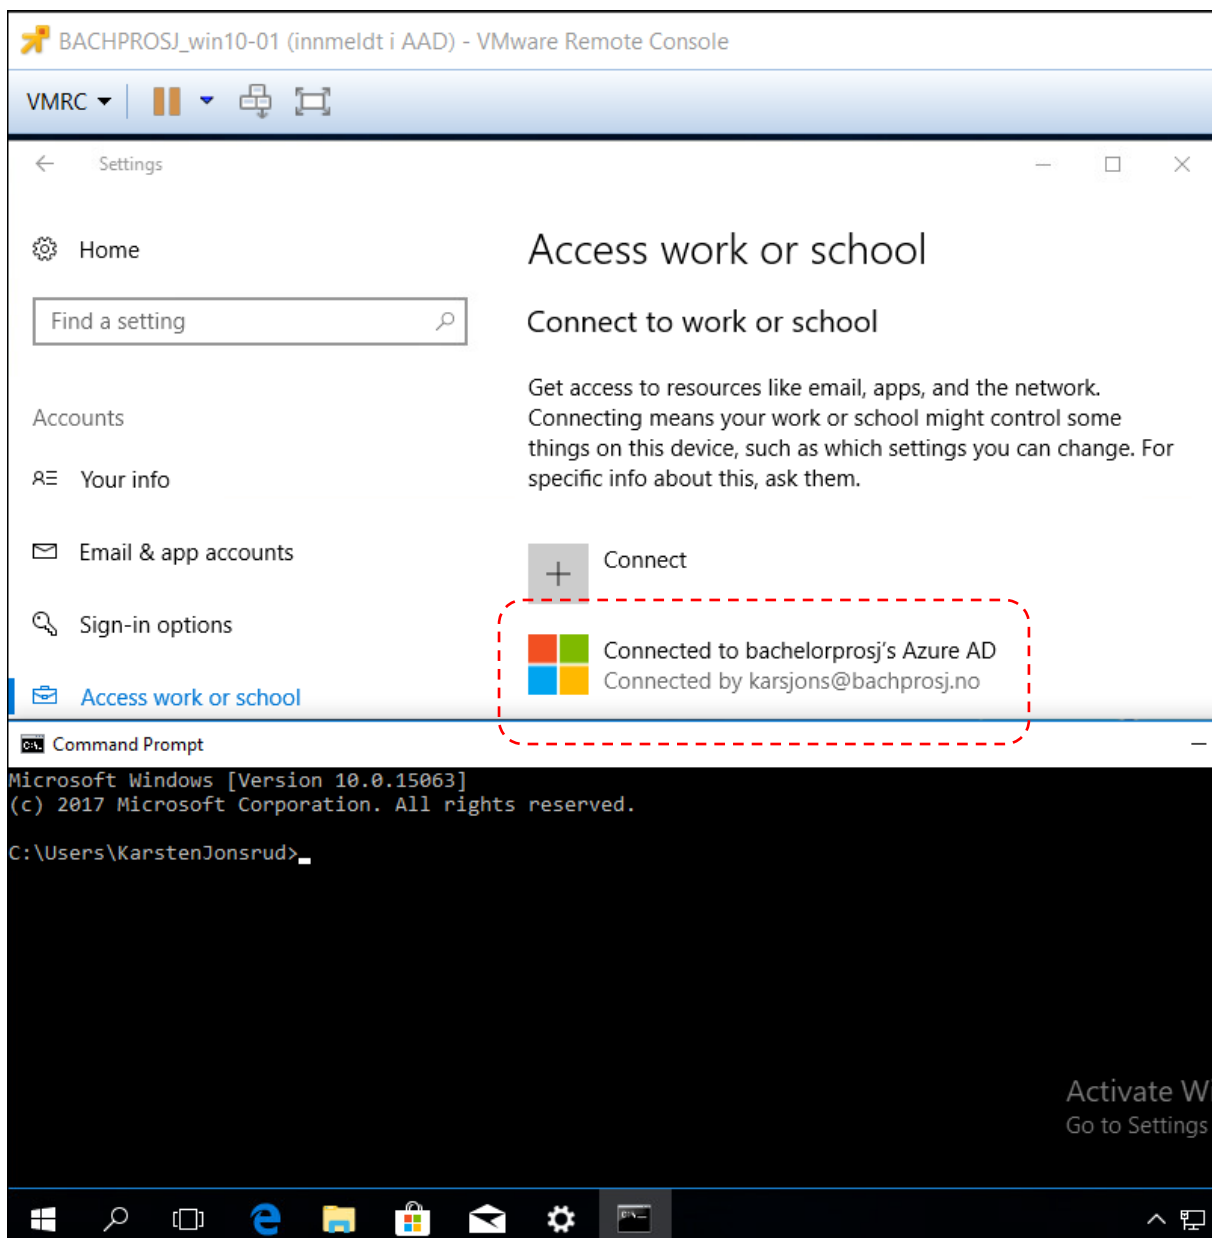 BACHPROSJ_win10-01 (innmeldt i AAD) - VMware Remote Console
VMRC
Settings
Home
Find a setting
Accounts
Your info
Email & app accounts
Sign-in options
Access work or school
Access work or school
Connect to work or school
Get access to resources like email, apps, and the network.
Connecting means your work or school might control some
things on this device, such as which settings you can change. For
specific info about this, ask them.
Connect
Connected to bachelorprosj's Azure AD
Connected by karsjons@bachprosj.no
Command Prompt
Microsoft Windows [Version 10.0.15063]
(c) 2017 Microsoft Corporation. All rights reserved.
C:\Users\KarstenJonsrud>_
Activate Wi
Go to Settings